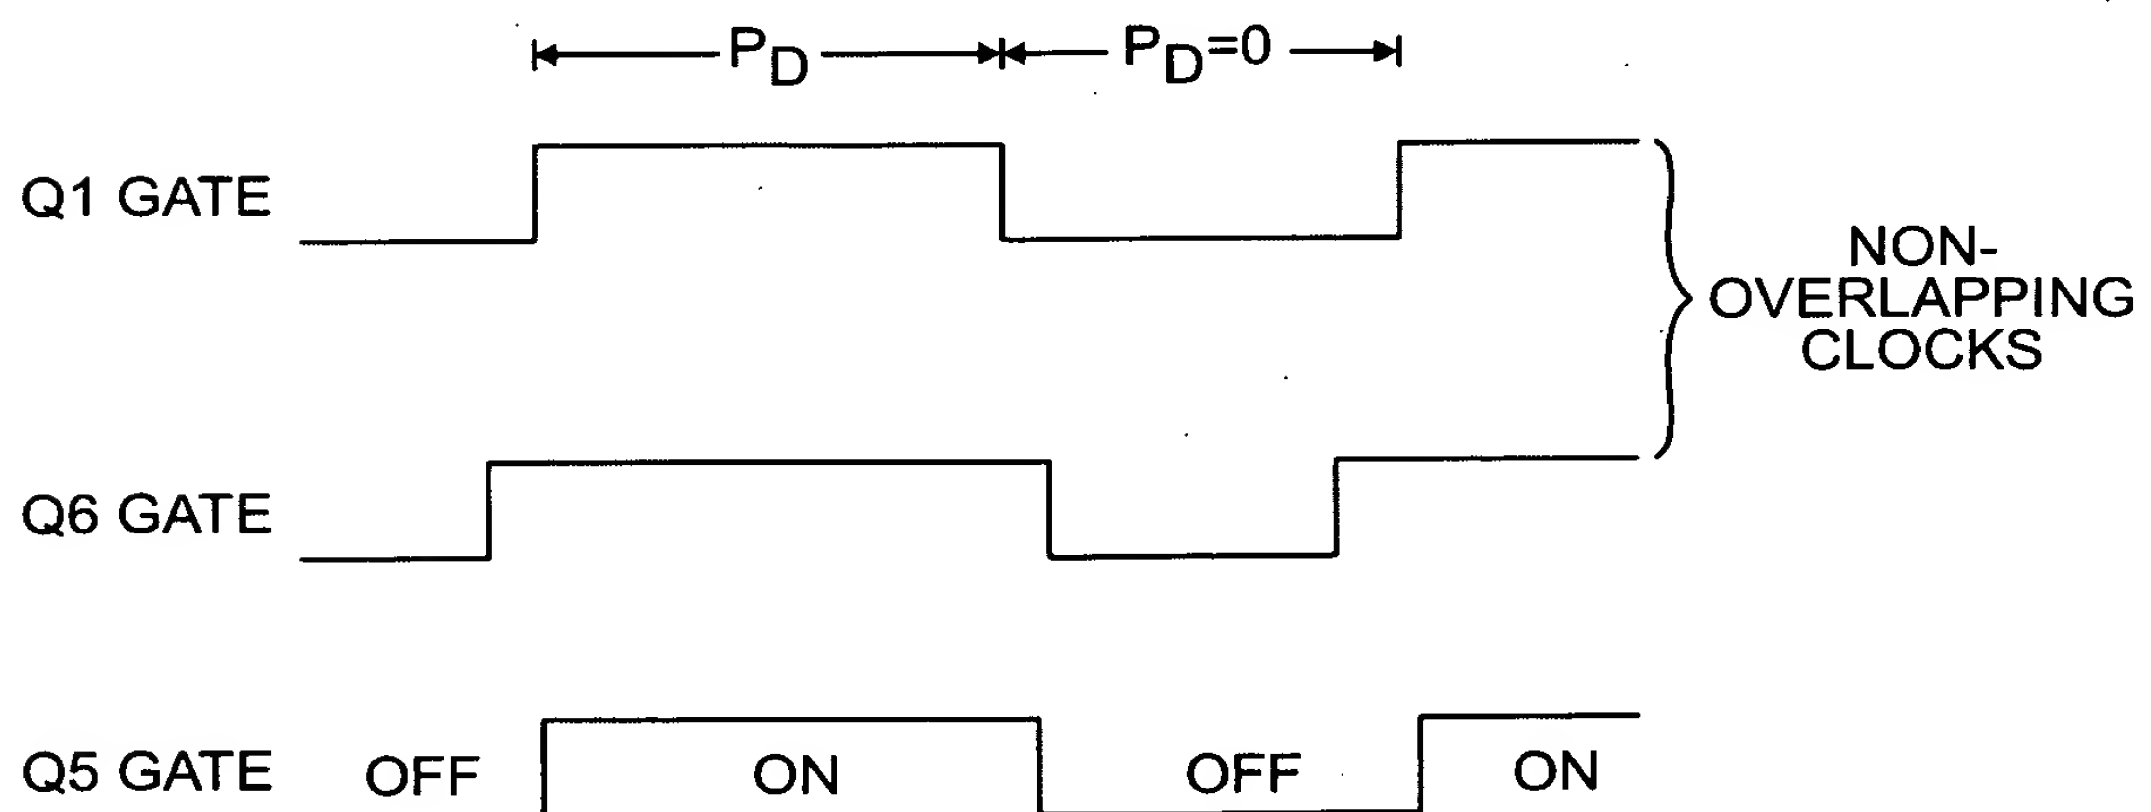 PD PD=0
Q1 GATE
NON-
OVERLAPPING
CLOCKS
Q6 GATE
Q5 GATE OFF ON OFF ON